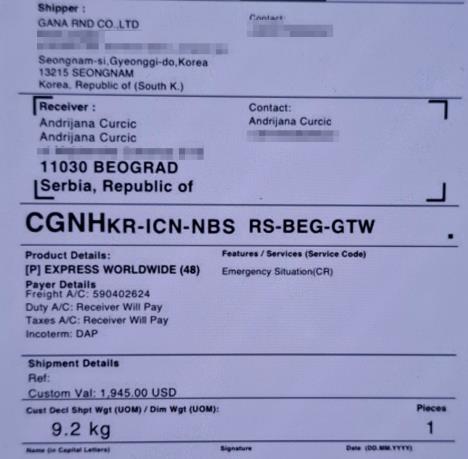 Shipper :
Contact:
GANA RND CO.,LTD
Seongnam-si,Gyeonggi-do,Korea
13215 SEONGNAM
Korea, Republic of (South K.)
Receiver :
Contact:
Andrijana Curcic
Andrijana Curcic
Andrijana Curcic
11030 BEOGRAD
Serbia, Republic of
CGNHKR-ICN-NBS RS-BEG-GTW
Product Details:
Features / Services (Service Code)
[P] EXPRESS WORLDWIDE (48)
Emergency Situation(CR)
Payer Details
Freight A/C: 590402624
Duty A/C: Receiver Will Pay
Taxes A/C: Receiver Will Pay
Incoterm: DAP
Shipment Details
Ref:
Custom Val: 1,945.00 USD
Cust Decl Shpt Wgt (UOM) / Dim Wgt (UOM):
Pieces
9.2 kg
1
Name (in Capital Letters)
Signature
Date (DD.MM.YYYY)